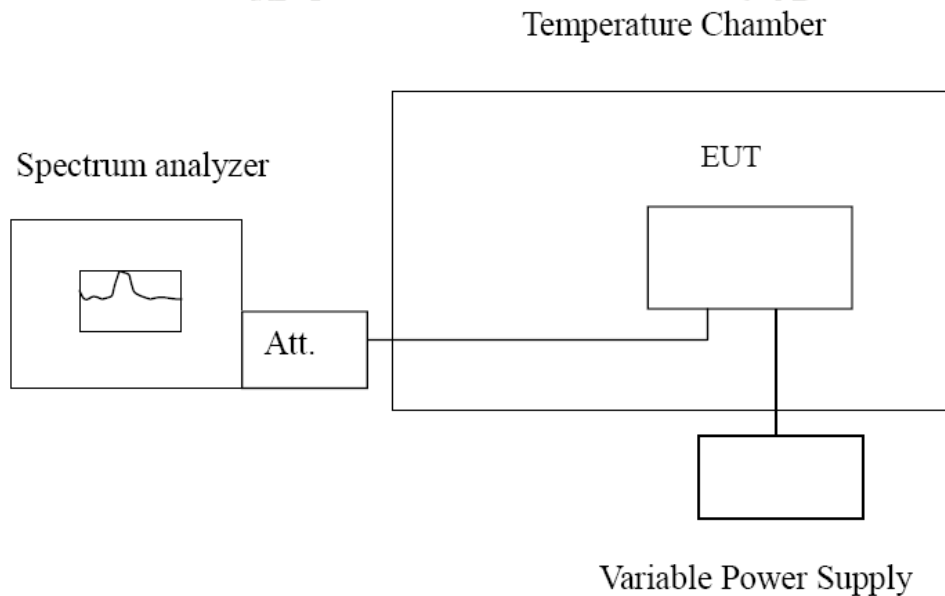 Temperature Chamber
Spectrum analyzer
EUT
Att.
Variable Power Supply